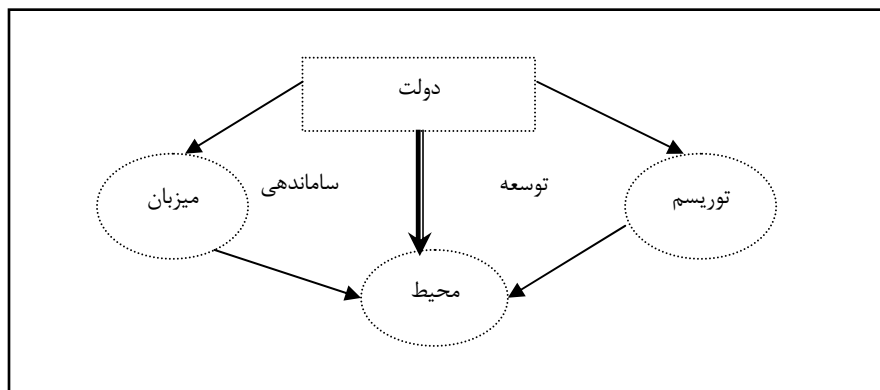 دولت
توسعه
ساماندهی
توریسم
میزبان
محیط